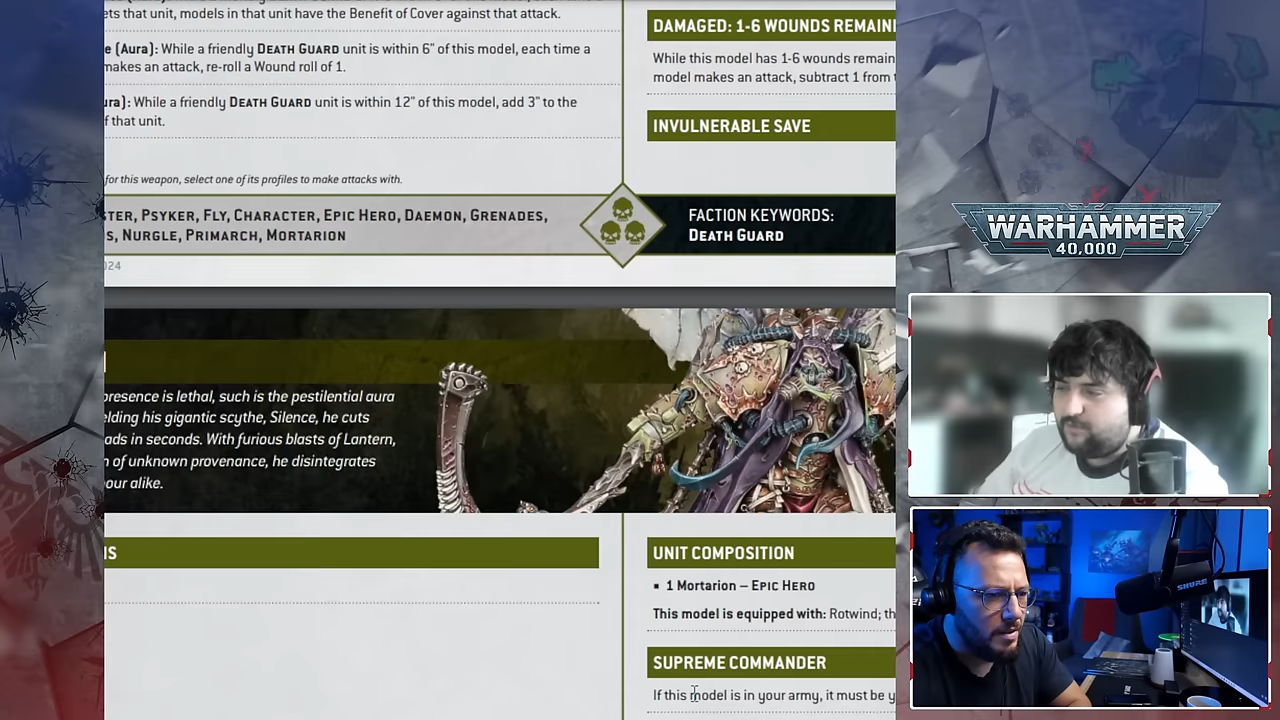 ets that unit, models in that unit have the Benefit of Cover against that attack.
e (Aura): While a friendly DEATH GUARD unit is within 6" of this model, each time a
makes an attack, re-roll a Wound roll of 1.
ura): While a friendly DEATH GUARD unit is within 12" of this model, add 3" to the
f that unit.
for this weapon, select one of its profiles to make attacks with.
STER, PSYKER, FLY, CHARACTER, EPIC HERO, DAEMON, GRENADES,
S, NURGLE, PRIMARCH, MORTARION
024
DAMAGED: 1-6 WOUNDS REMAINI
While this model has 1-6 wounds remain
model makes an attack, subtract 1 from t
INVULNERABLE SAVE
FACTION KEYWORDS:
DEATH GUARD
presence is lethal, such is the pestilential aura
elding his gigantic scythe, Silence, he cuts
ads in seconds. With furious blasts of Lantern,
n of unknown provenance, he disintegrates
our alike.
NS
UNIT COMPOSITION
▪ 1 Mortarion – EPIC HERO
This model is equipped with: Rotwind; th
SUPREME COMMANDER
If this model is in your army, it must be y
WARHAMMER
40,000
SHURE